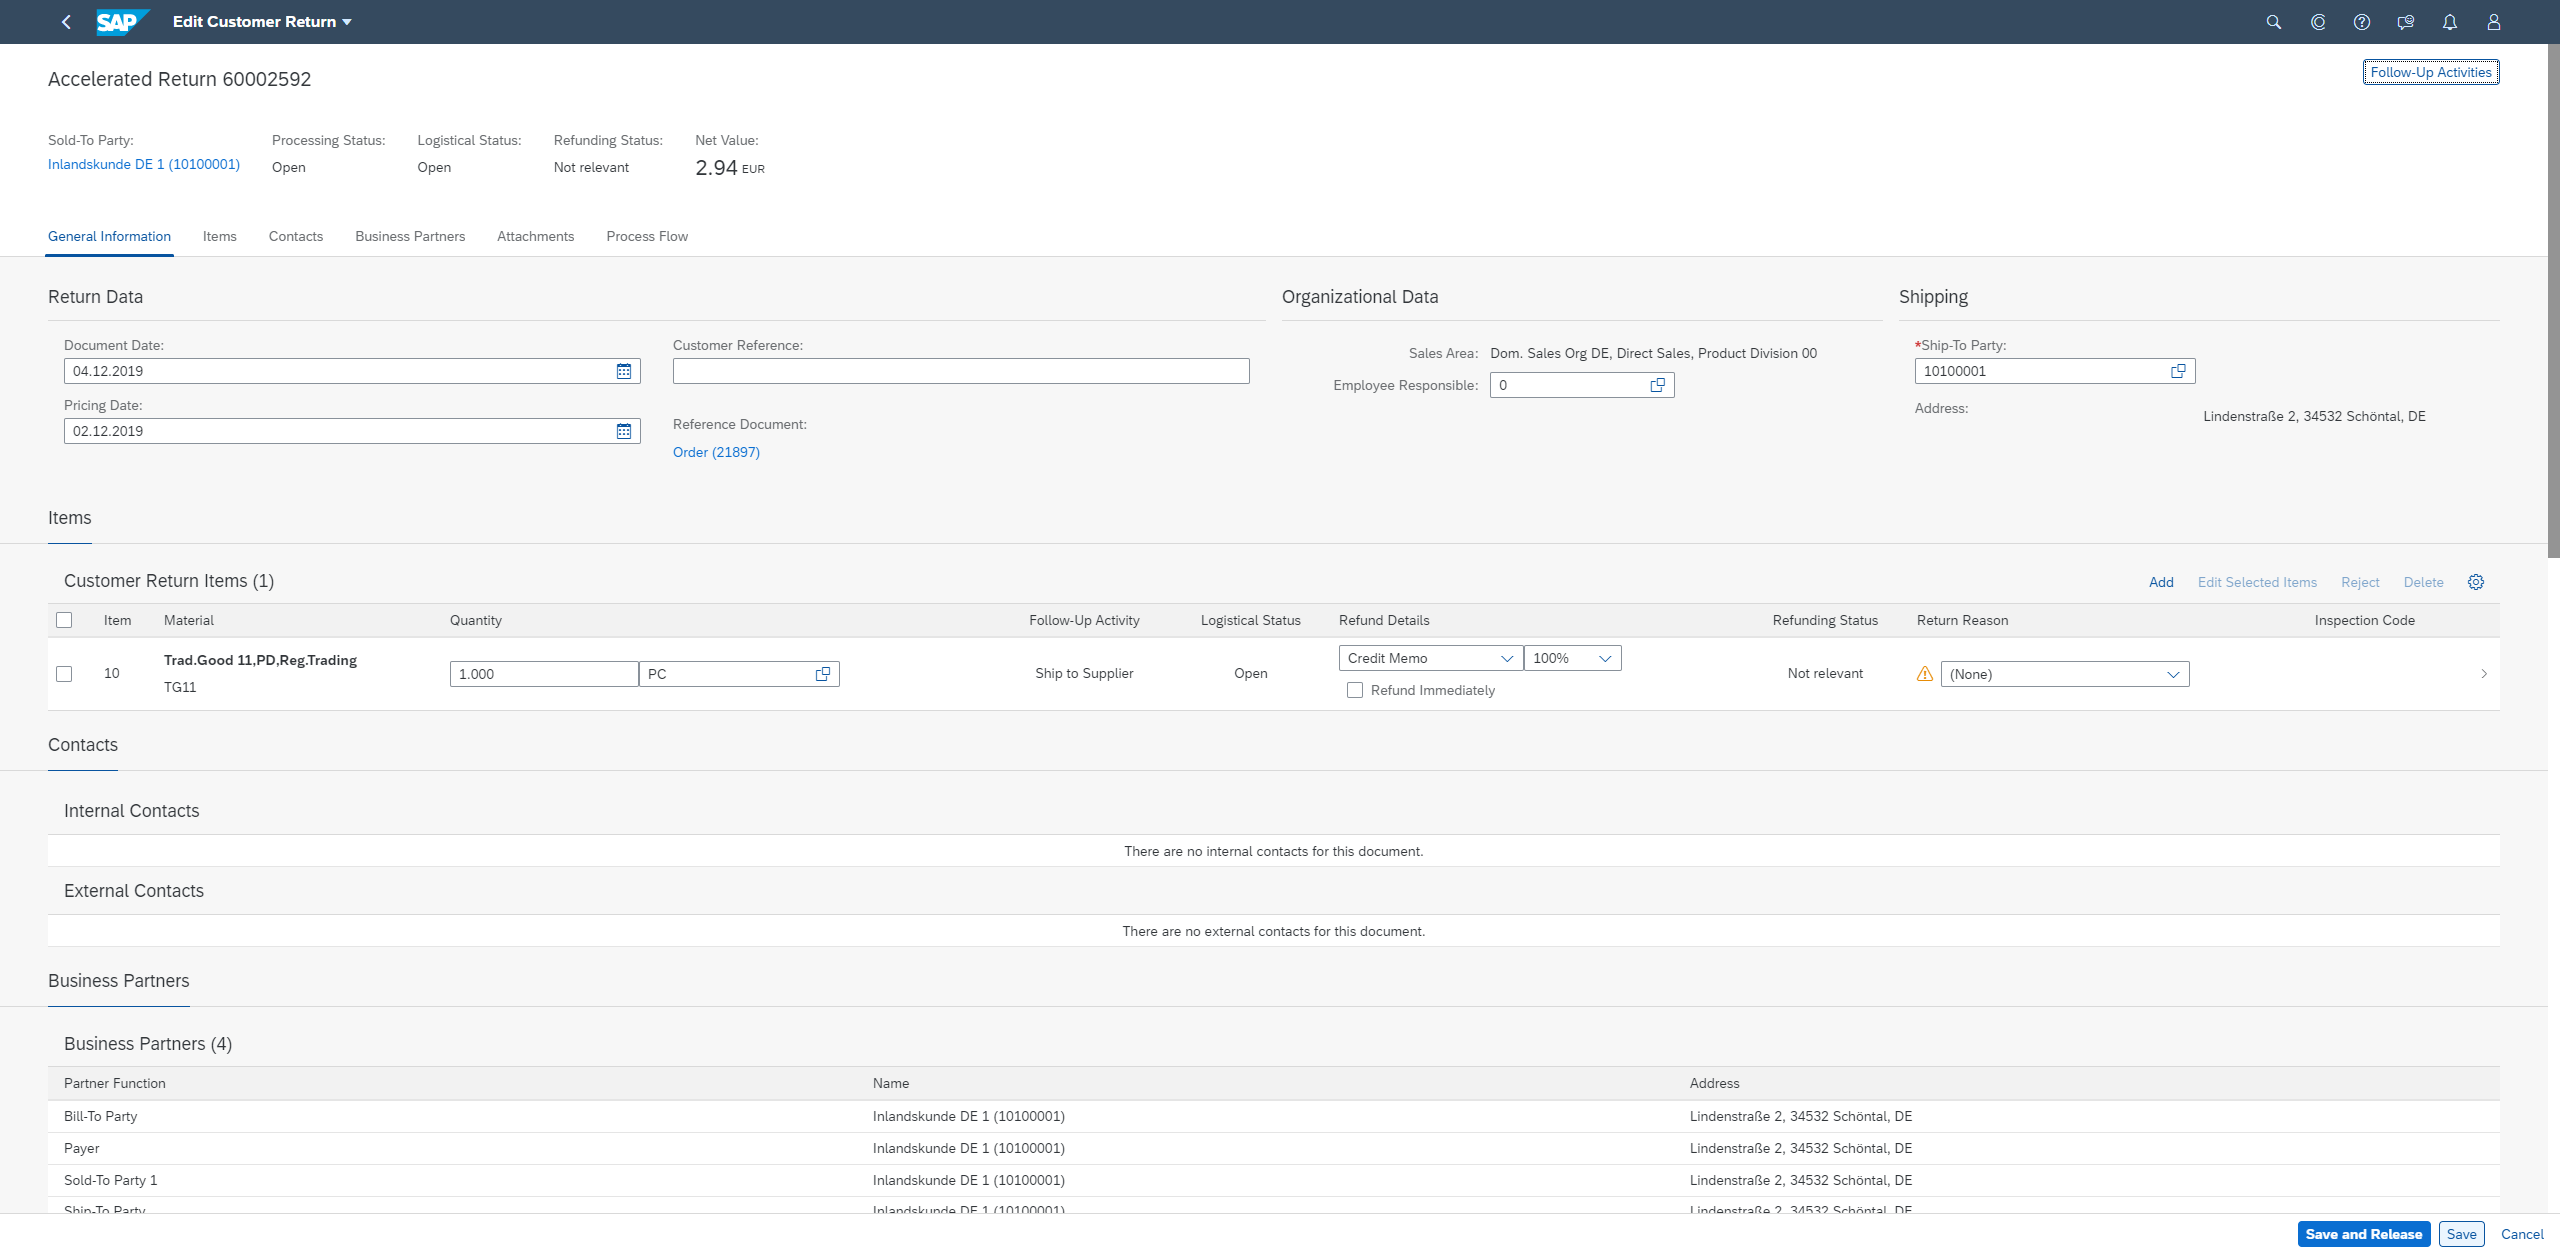 SAP Edit Customer Return
Accelerated Return 60002592
Follow-Up Activities
Sold-To Party: Processing Status: Logistical Status: Refunding Status: Net Value:
Inlandskunde DE 1 (10100001) Open Open Not relevant 2.94 EUR
General Information Items Contacts Business Partners Attachments Process Flow
Return Data Organizational Data Shipping
Document Date: Customer Reference: Sales Area: Dom. Sales Org DE, Direct Sales, Product Division 00 *Ship-To Party:
04.12.2019 Employee Responsible: 0 10100001
Pricing Date: Address:
02.12.2019 Reference Document: Lindenstraße 2, 34532 Schöntal, DE
Order (21897)
Items
Customer Return Items (1) Add Edit Selected Items Reject Delete
Item Material Quantity Follow-Up Activity Logistical Status Refund Details Refunding Status Return Reason Inspection Code
Trad.Good 11,PD,Reg.Trading Credit Memo 100%
10 1.000 PC Ship to Supplier Open Not relevant (None)
TG11 Refund Immediately
Contacts
Internal Contacts
There are no internal contacts for this document.
External Contacts
There are no external contacts for this document.
Business Partners
Business Partners (4)
Partner Function Name Address
Bill-To Party Inlandskunde DE 1 (10100001) Lindenstraße 2, 34532 Schöntal, DE
Payer Inlandskunde DE 1 (10100001) Lindenstraße 2, 34532 Schöntal, DE
Sold-To Party 1 Inlandskunde DE 1 (10100001) Lindenstraße 2, 34532 Schöntal, DE
Ship-To Party Inlandskunde DE 1 (10100001) Lindenstraße 2, 34532 Schöntal, DE
Save and Release Save Cancel